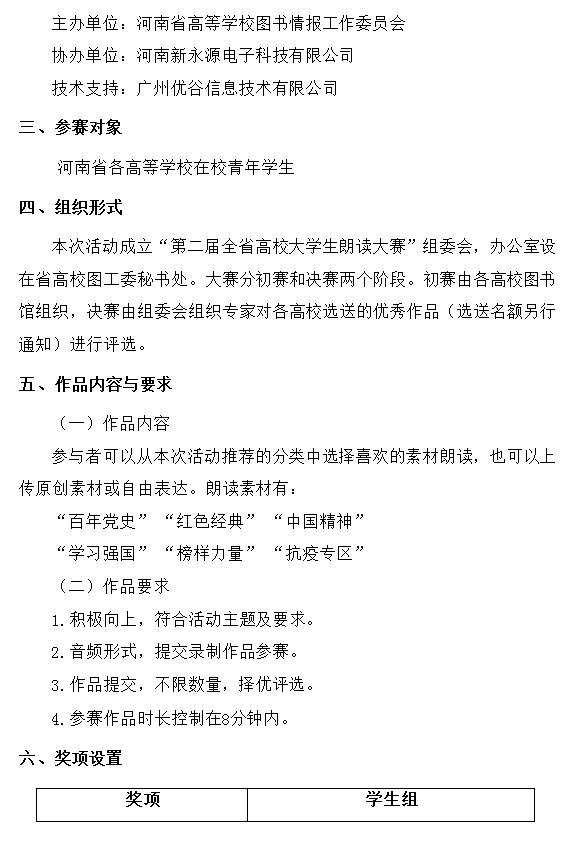 主办单位：河南省高等学校图书情报工作委员会
协办单位：河南新永源电子科技有限公司
技术支持：广州优谷信息技术有限公司
三、参赛对象
河南省各高等学校在校青年学生
四、组织形式
本次活动成立“第二届全省高校大学生朗读大赛”组委会，办公室设
在省高校图工委秘书处。大赛分初赛和决赛两个阶段。初赛由各高校图书
馆组织，决赛由组委会组织专家对各高校选送的优秀作品（选送名额另行
通知）进行评选。
五、作品内容与要求
（一）作品内容
参与者可以从本次活动推荐的分类中选择喜欢的素材朗读，也可以上
传原创素材或自由表达。朗读素材有：
“百年党史” “红色经典” “中国精神”
“学习强国” “榜样力量” “抗疫专区”
（二）作品要求
1.积极向上，符合活动主题及要求。
2.音频形式，提交录制作品参赛。
3.作品提交，不限数量，择优评选。
4.参赛作品时长控制在8分钟内。
六、奖项设置
奖项 学生组